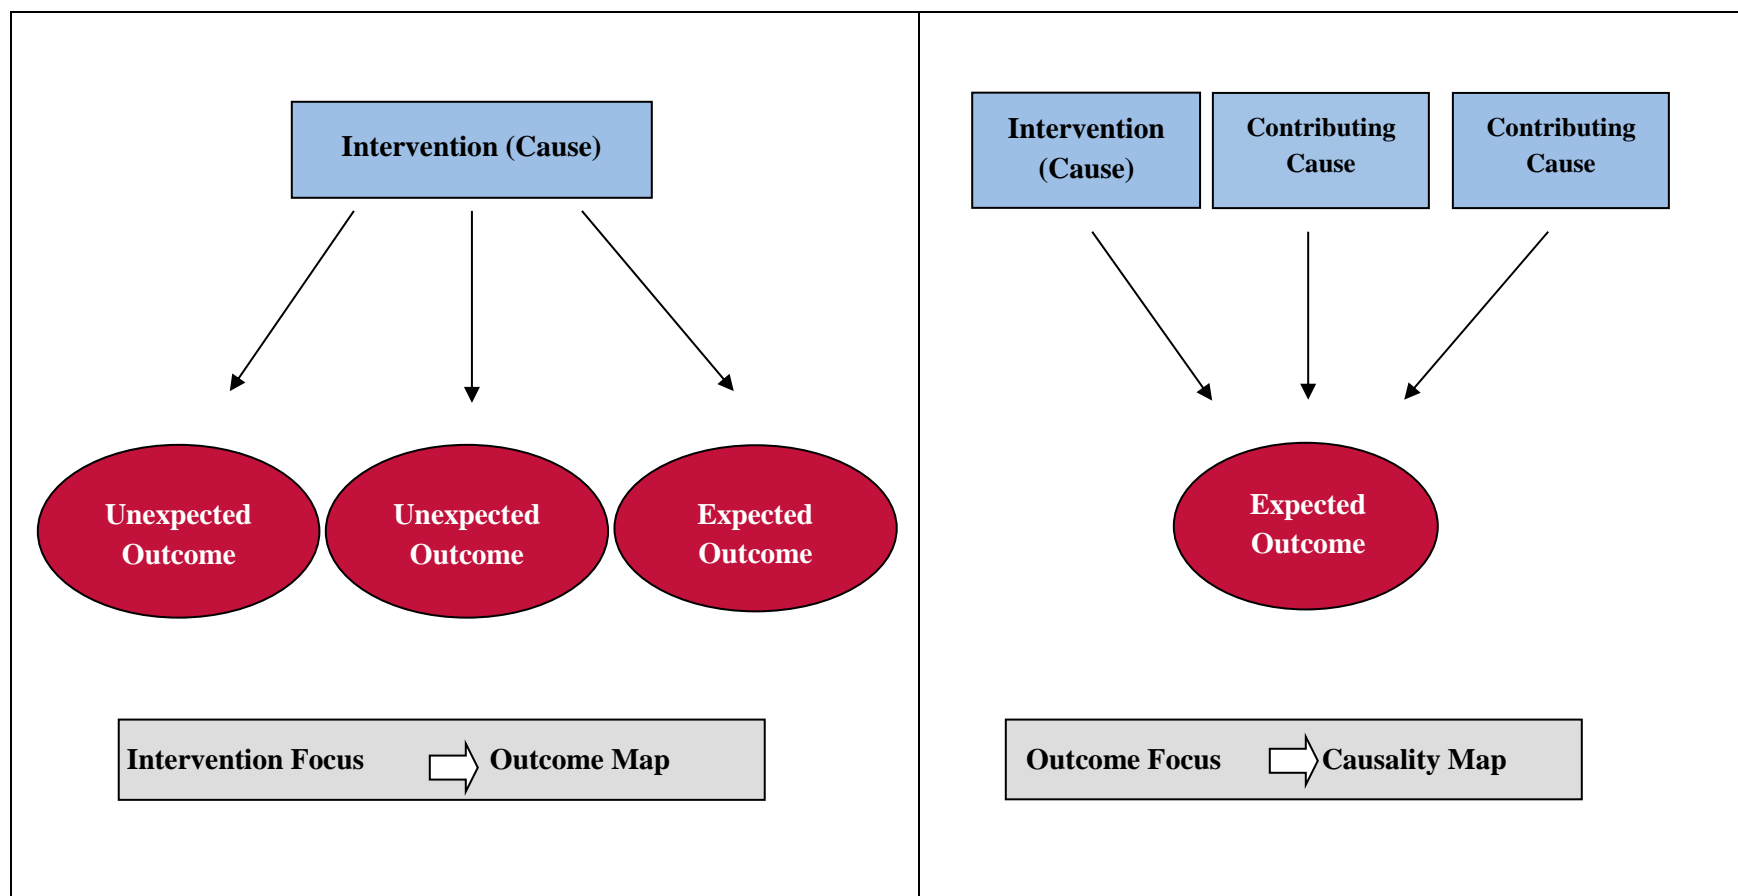 Intervention (Cause)
Unexpected
Outcome
Unexpected
Outcome
Expected
Outcome
Intervention Focus Outcome Map
Intervention
(Cause)
Contributing
Cause
Contributing
Cause
Expected
Outcome
Outcome Focus Causality Map